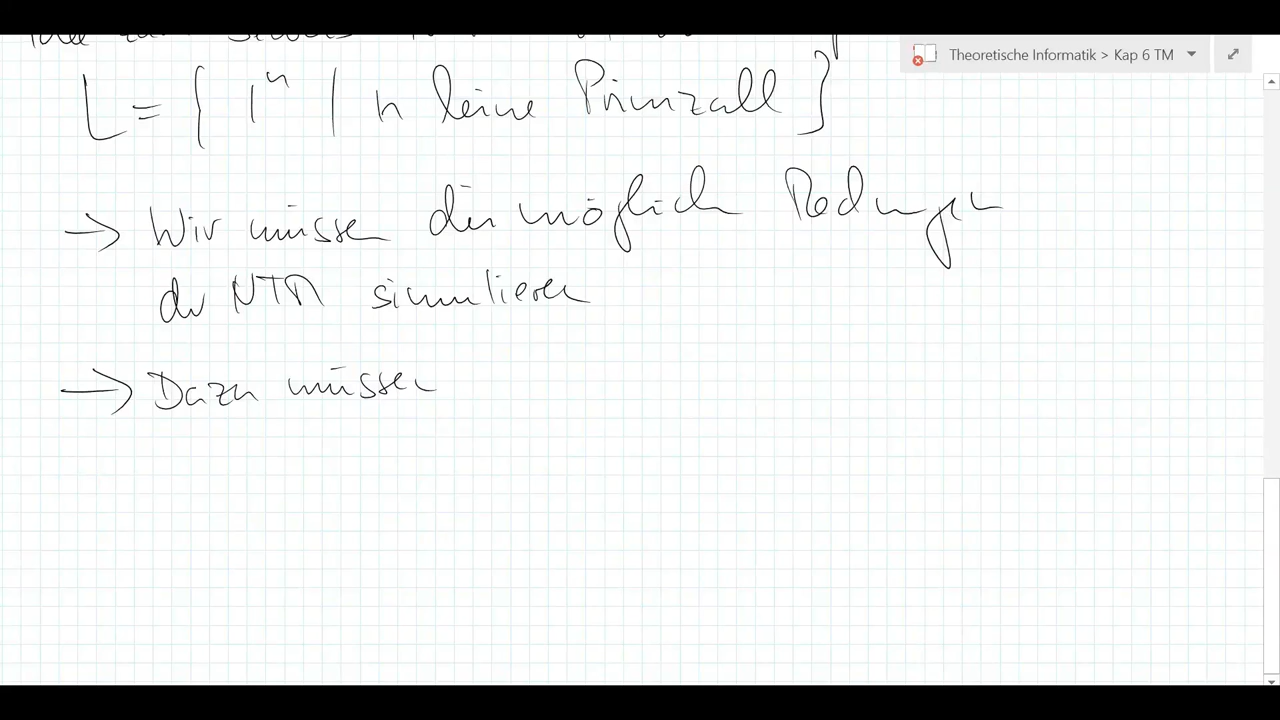 Theoretische Informatik > Kap 6 TM
L = { 1ⁿ | n keine Primzahl }
→ Wir müssen die möglichen Rechnungen
der NTM simulieren
→ Dazu müssen